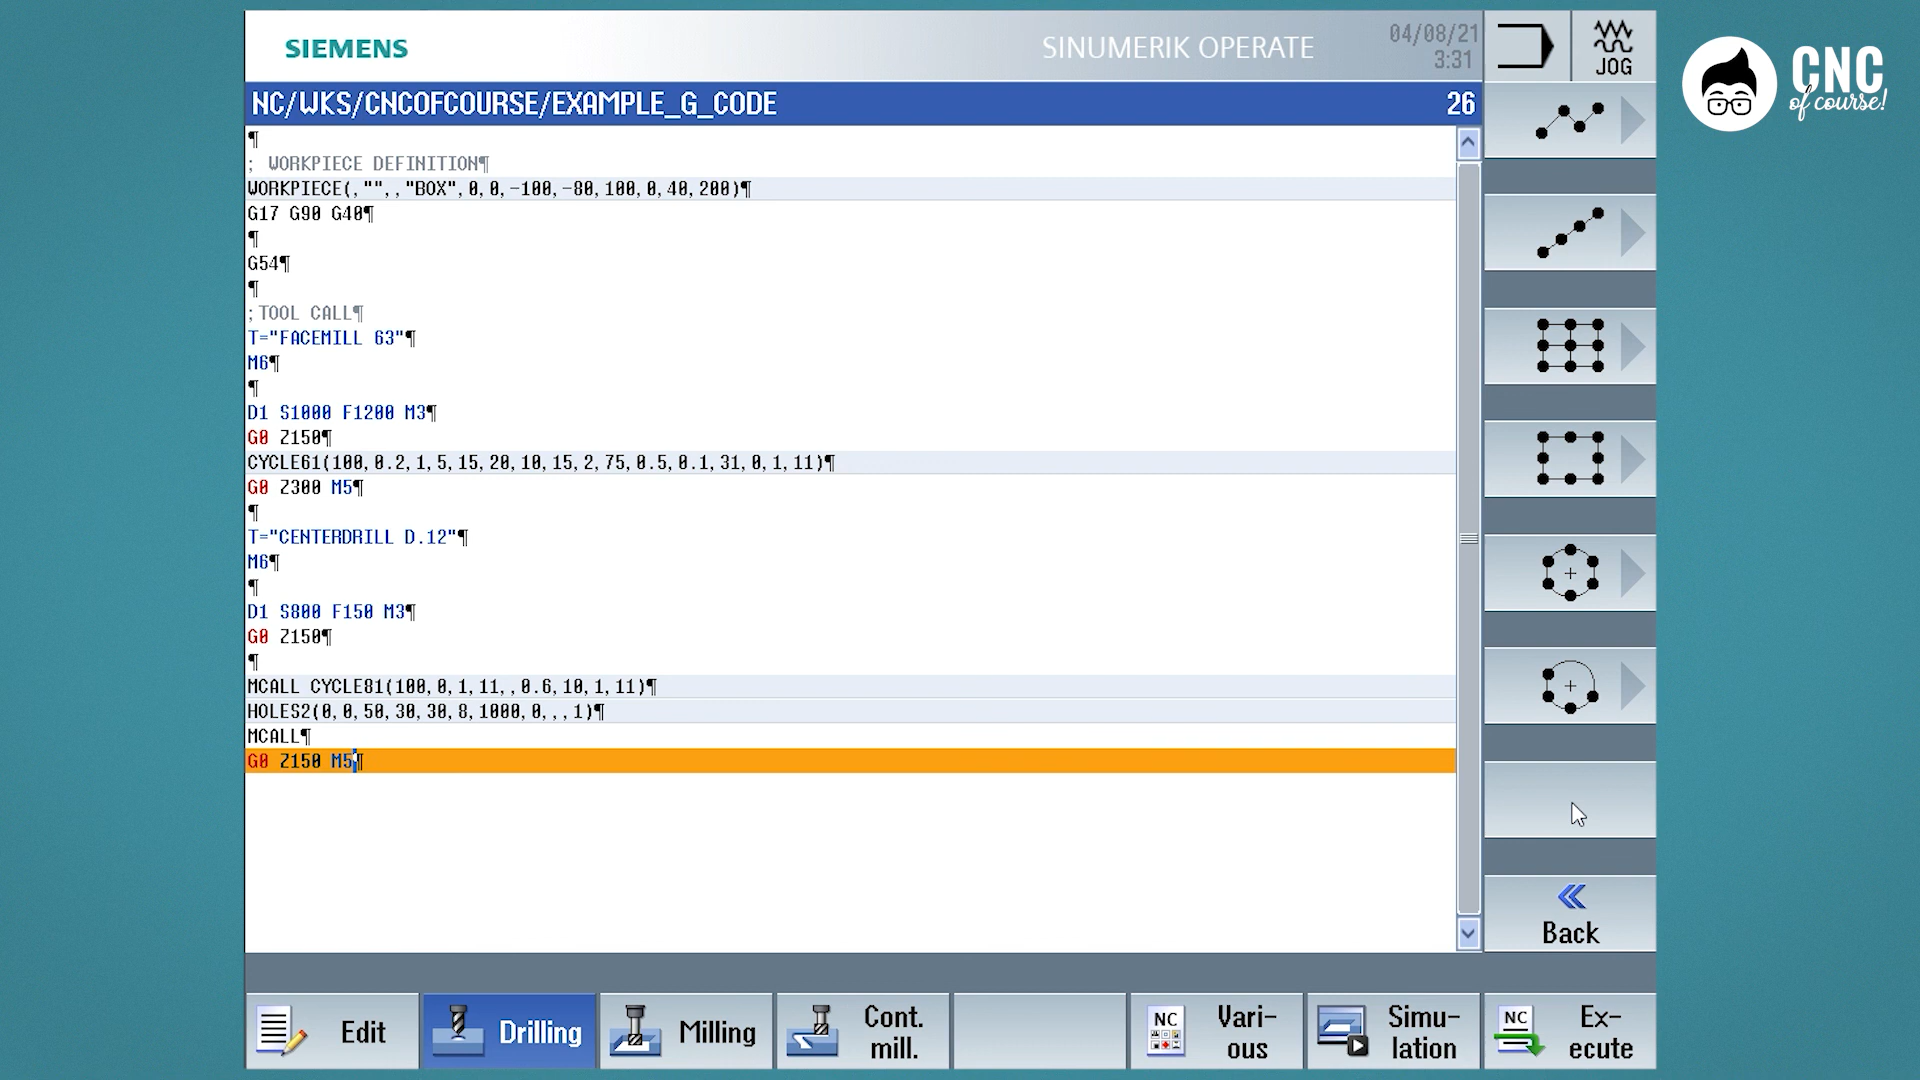 SIEMENS
SINUMERIK OPERATE
04/08/21
3:31
JOG
CNC
of course!
NC/WKS/CNCOFCOURSE/EXAMPLE_G_CODE
26
¶
; WORKPIECE DEFINITION¶
WORKPIECE(,"",,"BOX",0,0,-100,-80,100,0,40,200)¶
G17 G90 G40¶
¶
G54¶
¶
;TOOL CALL¶
T="FACEMILL 63"¶
M6¶
¶
D1 S1000 F1200 M3¶
G0 Z150¶
CYCLE61(100,0.2,1,5,15,20,10,15,2,75,0.5,0.1,31,0,1,11)¶
G0 Z300 M5¶
¶
T="CENTERDRILL D.12"¶
M6¶
¶
D1 S800 F150 M3¶
G0 Z150¶
¶
MCALL CYCLE81(100,0,1,11,,0.6,10,1,11)¶
HOLES2(0,0,50,30,30,8,1000,0,,,1)¶
MCALL¶
G0 Z150 M5¶
Back
Edit
Drilling
Milling
Cont.
mill.
NC
Vari-
ous
Simu-
lation
NC
Ex-
ecute